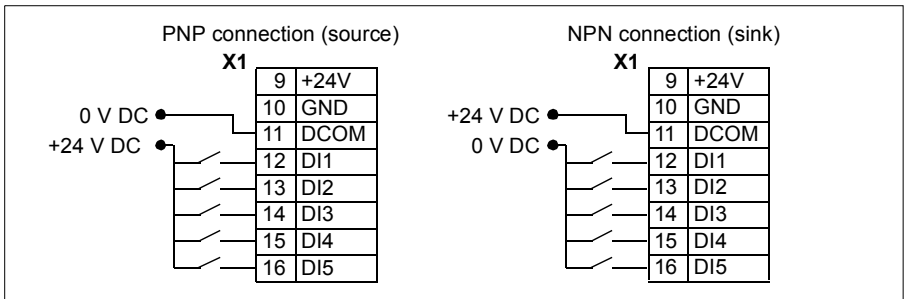 PNP connection (source)
X1
9 +24V
10 GND
0 V DC
11 DCOM
+24 V DC
12 DI1
13 DI2
14 DI3
15 DI4
16 DI5
NPN connection (sink)
X1
9 +24V
10 GND
+24 V DC
11 DCOM
0 V DC
12 DI1
13 DI2
14 DI3
15 DI4
16 DI5